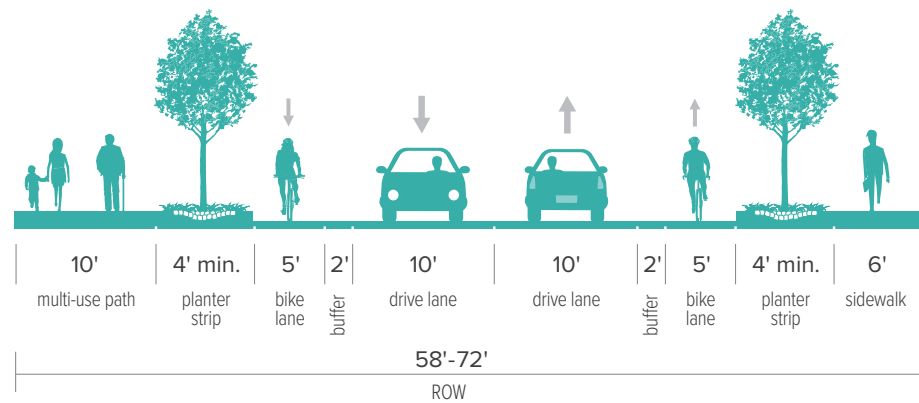 10' 4' min. 5' 2' 10' 10' 2' 5' 4' min. 6'
multi-use path planter strip bike lane buffer drive lane drive lane buffer bike lane planter strip sidewalk
58'-72'
ROW